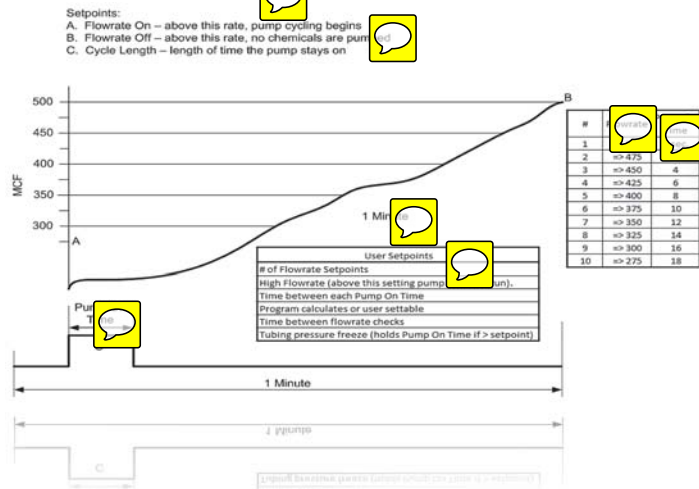 Setpoints:
A. Flowrate On – above this rate, pump cycling begins
B. Flowrate Off – above this rate, no chemicals are pumped
C. Cycle Length – length of time the pump stays on
B
500
450
400
350
300
MCF
A
1 Minute
# Flowrate
1
2 =>475
3 =>450 4
4 =>425 6
5 =>400 8
6 =>375 10
7 =>350 12
8 =>325 14
9 =>300 16
10 =>275 18
User Setpoints
# of Flowrate Setpoints
High Flowrate (above this setting pump
Time between each Pump On Time
Program calculates or user settable
Time between flowrate checks
Tubing pressure freeze (holds Pump On Time if > setpoint)
1 Minute